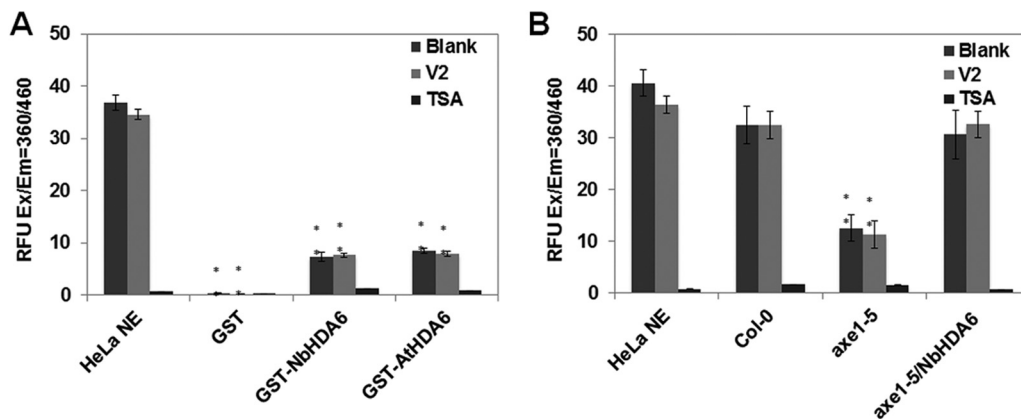 A
Blank
V2
TSA
RFU Ex/Em=360/460
50
40
30
20
10
0
* *
* *
* *
* *
* *
* *
HeLa NE
GST
GST-NbHDA6
GST-AtHDA6
B
Blank
V2
TSA
RFU Ex/Em=360/460
50
40
30
20
10
0
* *
* *
HeLa NE
Col-0
axe1-5
axe1-5/NbHDA6